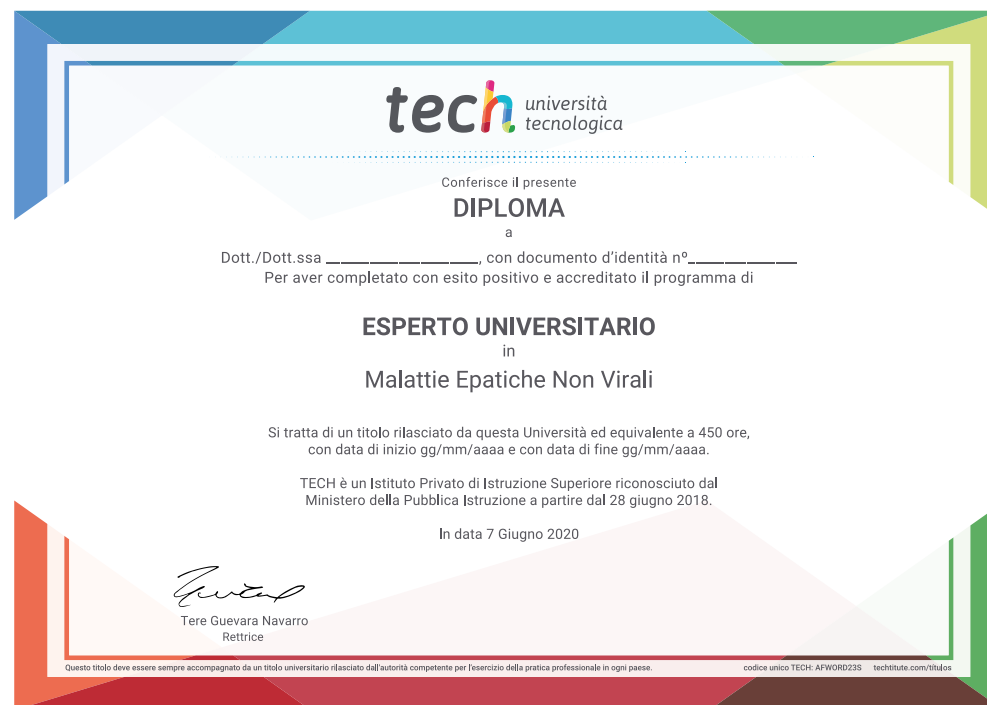 tech università
tecnologica
Conferisce il presente
DIPLOMA
a
Dott./Dott.ssa _________________, con documento d'identità nº____________
Per aver completato con esito positivo e accreditato il programma di
ESPERTO UNIVERSITARIO
in
Malattie Epatiche Non Virali
Si tratta di un titolo rilasciato da questa Università ed equivalente a 450 ore,
con data di inizio gg/mm/aaaa e con data di fine gg/mm/aaaa.
TECH è un Istituto Privato di Istruzione Superiore riconosciuto dal
Ministero della Pubblica Istruzione a partire dal 28 giugno 2018.
In data 7 Giugno 2020
Tere Guevara Navarro
Rettrice
Questo titolo deve essere sempre accompagnato da un titolo universitario rilasciato dall'autorità competente per l'esercizio della pratica professionale in ogni paese. codice unico TECH: AFWORD23S techtitute.com/títulos